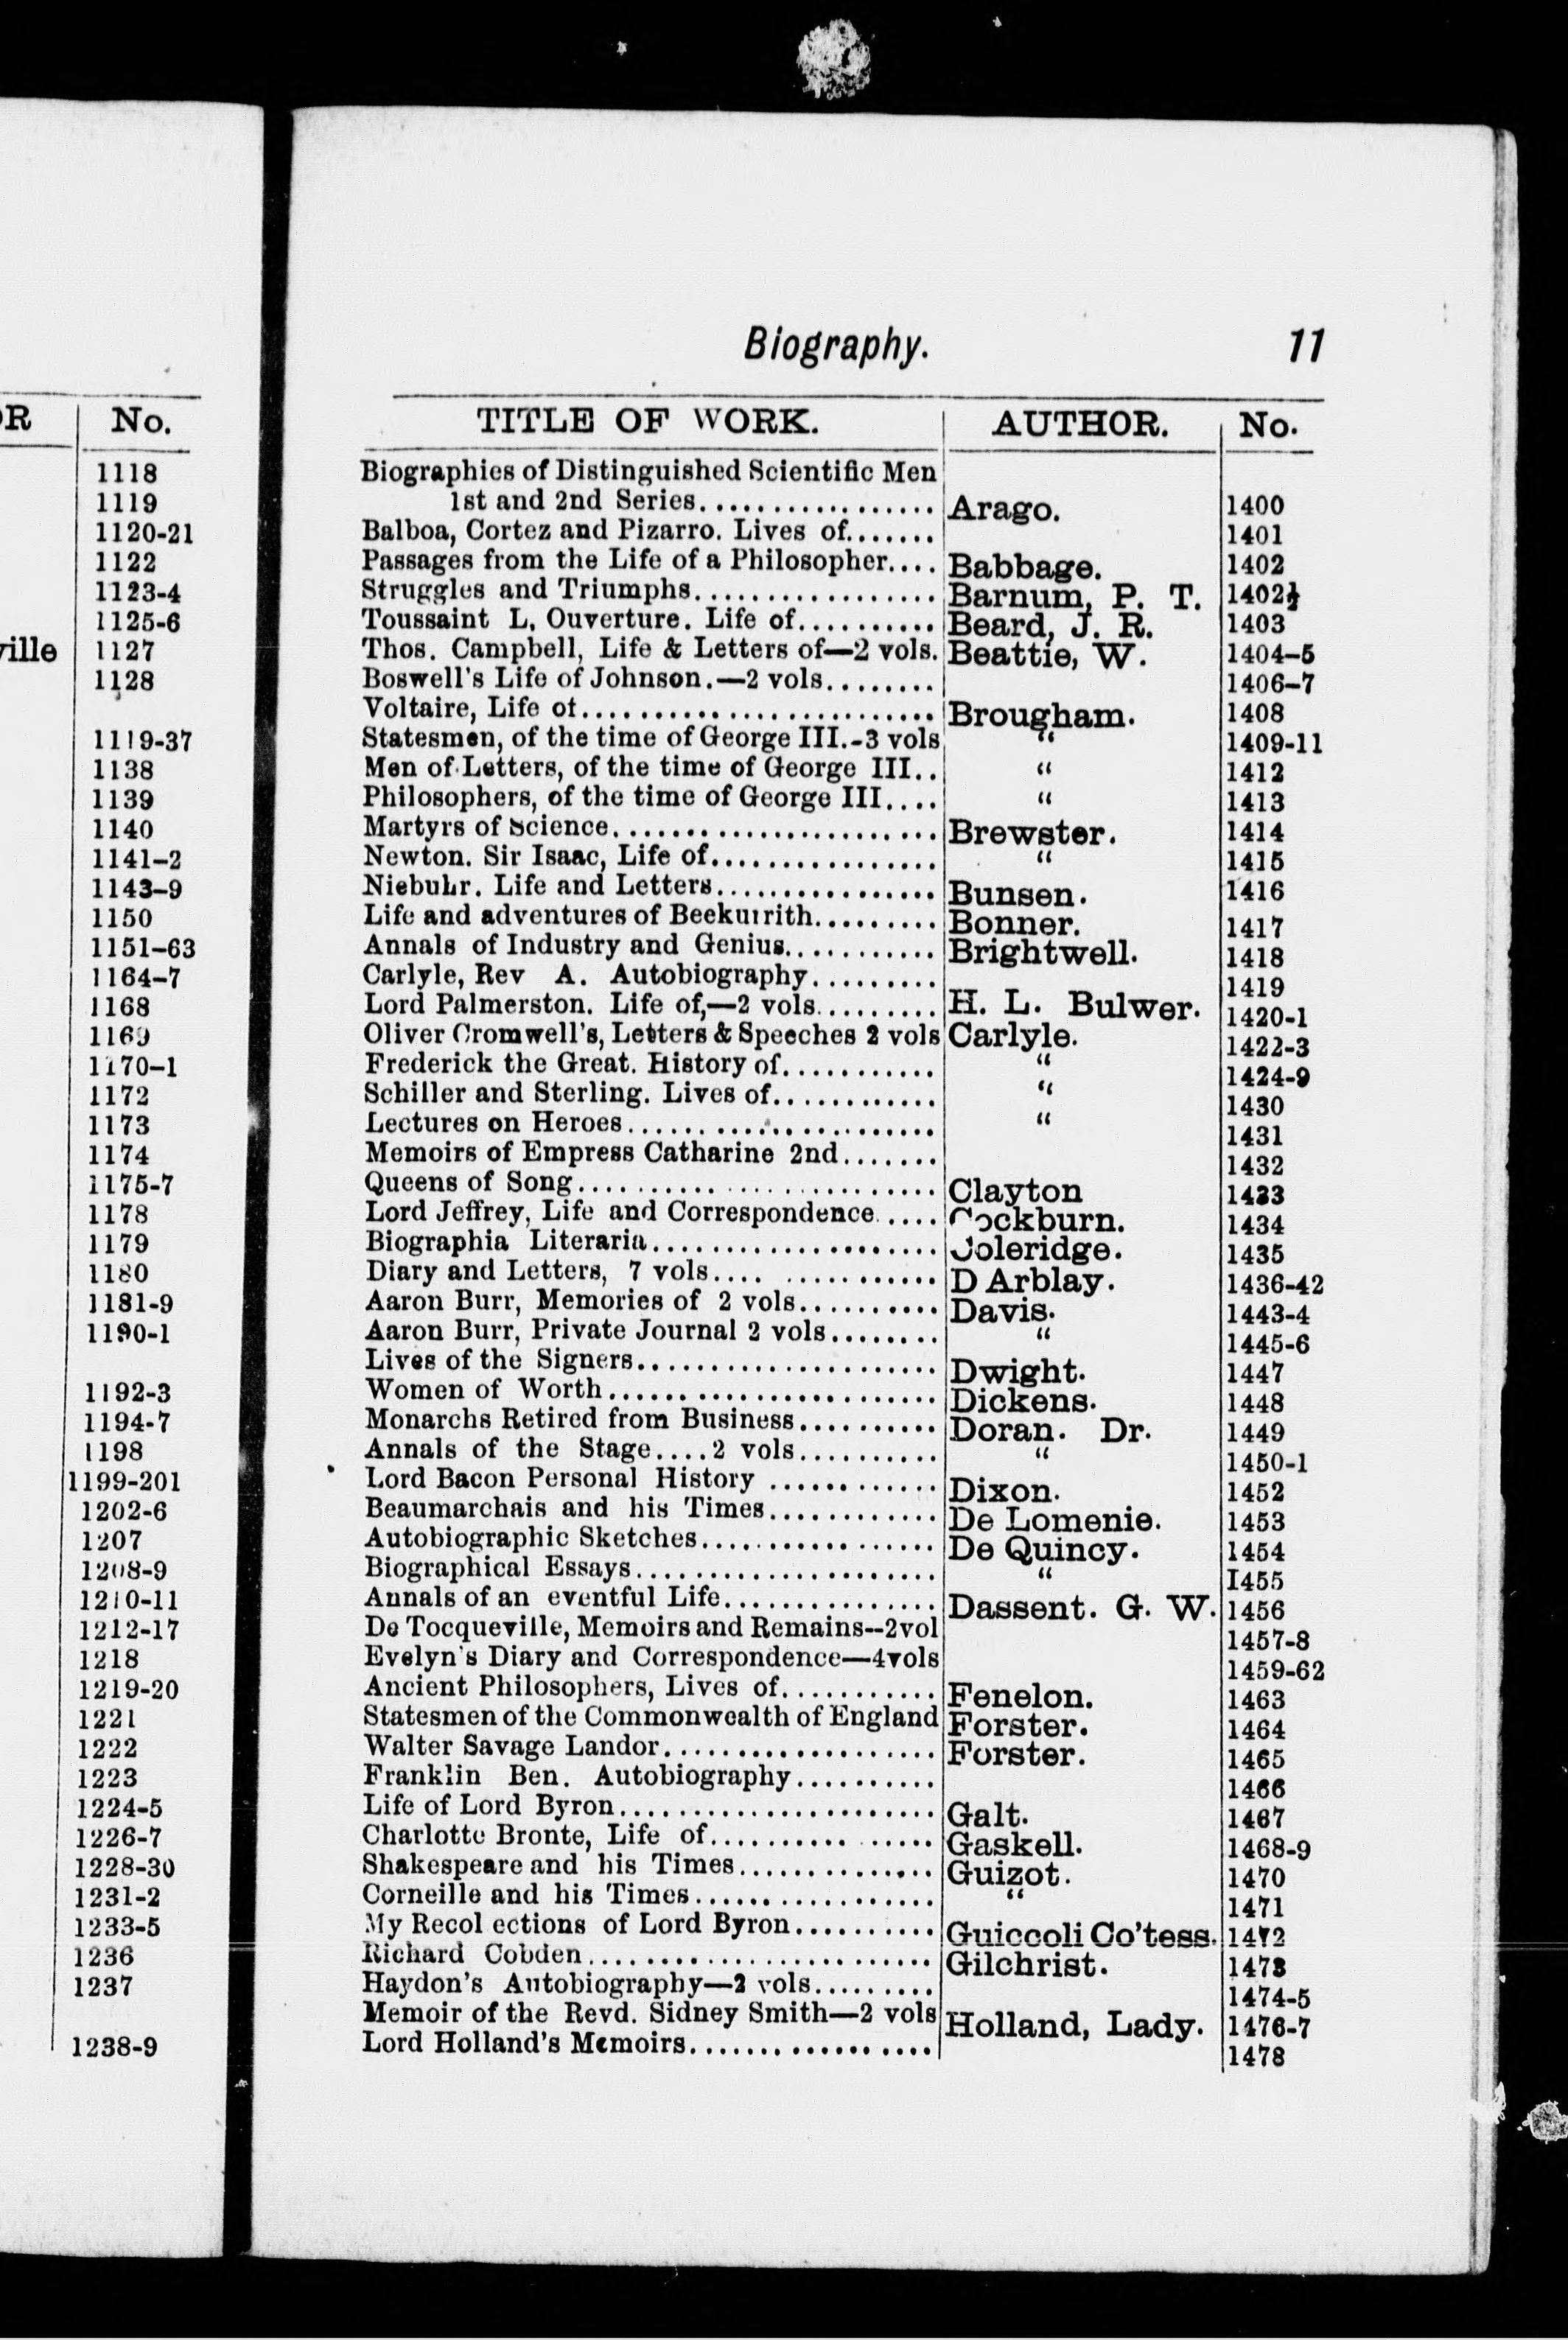 OR No.
1118
1119
1120-21
1122
1123-4
1125-6
ville 1127
1128
1119-37
1138
1139
1140
1141-2
1143-9
1150
1151-63
1164-7
1168
1169
1170-1
1172
1173
1174
1175-7
1178
1179
1180
1181-9
1190-1
1192-3
1194-7
1198
1199-201
1202-6
1207
1208-9
1210-11
1212-17
1218
1219-20
1221
1222
1223
1224-5
1226-7
1228-30
1231-2
1233-5
1236
1237
1238-9
Biography. 11
TITLE OF WORK. AUTHOR. No.
Biographies of Distinguished Scientific Men
1st and 2nd Series.................. Arago. 1400
Balboa, Cortez and Pizarro. Lives of....... 1401
Passages from the Life of a Philosopher.... Babbage. 1402
Struggles and Triumphs................. Barnum, P. T. 1402½
Toussaint L, Ouverture. Life of.......... Beard, J. R. 1403
Thos. Campbell, Life & Letters of—2 vols. Beattie, W. 1404-5
Boswell's Life of Johnson.—2 vols........ 1406-7
Voltaire, Life of......................... Brougham. 1408
Statesmen, of the time of George III.-3 vols “ 1409-11
Men of Letters, of the time of George III.. “ 1412
Philosophers, of the time of George III.... “ 1413
Martyrs of Science....................... Brewster. 1414
Newton. Sir Isaac, Life of................ “ 1415
Niebuhr. Life and Letters................ Bunsen. 1416
Life and adventures of Beckwourth......... Bonner. 1417
Annals of Industry and Genius........... Brightwell. 1418
Carlyle, Rev A. Autobiography......... 1419
Lord Palmerston. Life of,—2 vols......... H. L. Bulwer. 1420-1
Oliver Cromwell's, Letters & Speeches 2 vols Carlyle. 1422-3
Frederick the Great. History of........... “ 1424-9
Schiller and Sterling. Lives of............ “ 1430
Lectures on Heroes...................... “ 1431
Memoirs of Empress Catharine 2nd....... 1432
Queens of Song......................... Clayton 1433
Lord Jeffrey, Life and Correspondence..... Cockburn. 1434
Biographia Literaria.................... Coleridge. 1435
Diary and Letters, 7 vols............... D Arblay. 1436-42
Aaron Burr, Memories of 2 vols.......... Davis. 1443-4
Aaron Burr, Private Journal 2 vols........ “ 1445-6
Lives of the Signers..................... Dwight. 1447
Women of Worth....................... Dickens. 1448
Monarchs Retired from Business.......... Doran. Dr. 1449
Annals of the Stage....2 vols.......... “ 1450-1
Lord Bacon Personal History ............ Dixon. 1452
Beaumarchais and his Times............ De Lomenie. 1453
Autobiographic Sketches................. De Quincy. 1454
Biographical Essays..................... “ 1455
Annals of an eventful Life............... Dassent. G. W. 1456
De Tocqueville, Memoirs and Remains--2vol 1457-8
Evelyn's Diary and Correspondence—4vols 1459-62
Ancient Philosophers, Lives of........... Fenelon. 1463
Statesmen of the Commonwealth of England Forster. 1464
Walter Savage Landor................... Forster. 1465
Franklin Ben. Autobiography.......... 1466
Life of Lord Byron...................... Galt. 1467
Charlotte Bronte, Life of............... Gaskell. 1468-9
Shakespeare and his Times.............. Guizot. 1470
Corneille and his Times................. “ 1471
My Recol ections of Lord Byron.......... Guiccoli Co'tess. 1472
Richard Cobden........................ Gilchrist. 1473
Haydon's Autobiography—2 vols......... 1474-5
Memoir of the Revd. Sidney Smith—2 vols Holland, Lady. 1476-7
Lord Holland's Memoirs................. 1478